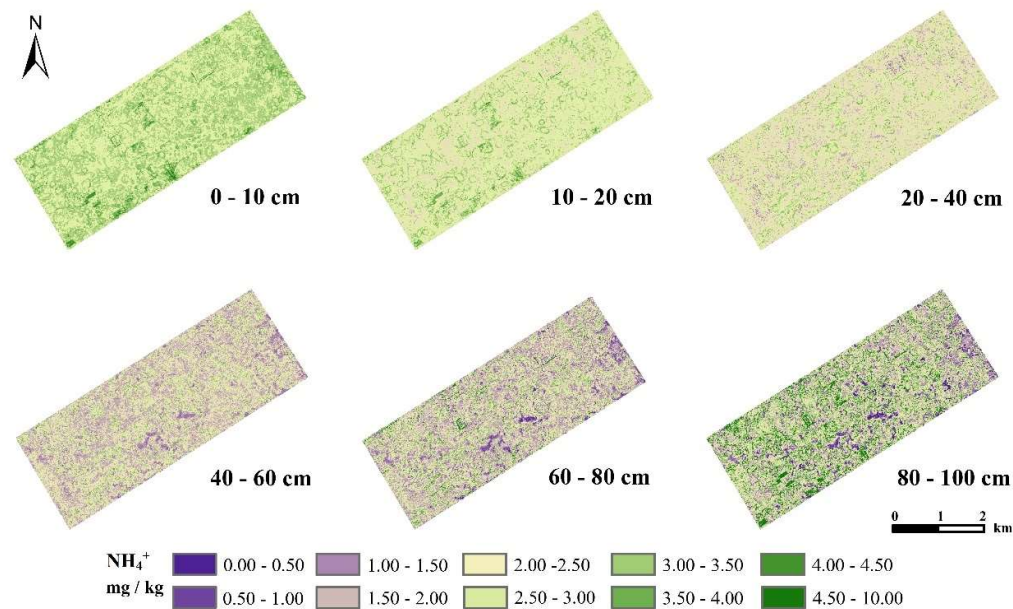 N
0 - 10 cm
10 - 20 cm
20 - 40 cm
40 - 60 cm
60 - 80 cm
80 - 100 cm
0 1 2
km
NH₄⁺
mg / kg
0.00 - 0.50
1.00 - 1.50
2.00 -2.50
3.00 - 3.50
4.00 - 4.50
0.50 - 1.00
1.50 - 2.00
2.50 - 3.00
3.50 - 4.00
4.50 - 10.00